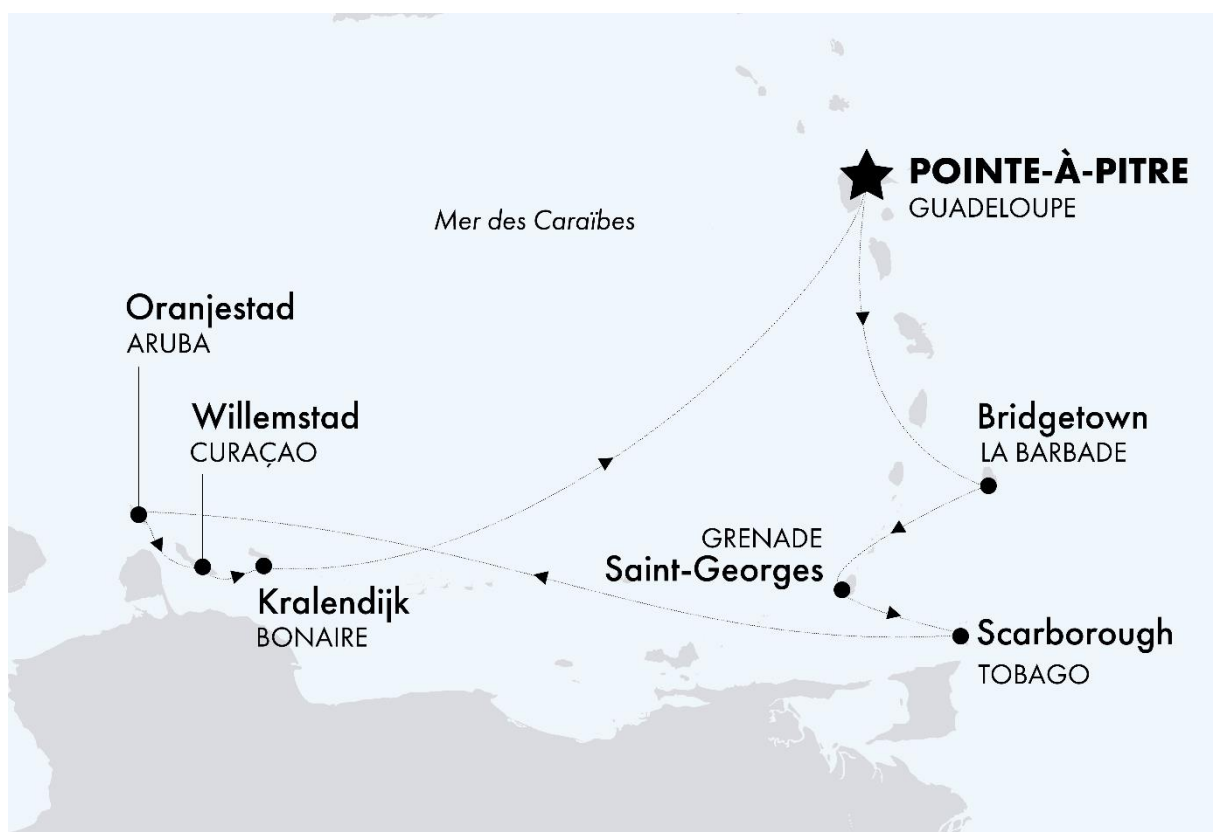 POINTE-À-PITRE
GUADELOUPE
Mer des Caraïbes
Oranjestad
ARUBA
Willemstad
CURAÇAO
Bridgetown
LA BARBADE
GRENADE
Saint-Georges
Kralendijk
BONAIRE
Scarborough
TOBAGO